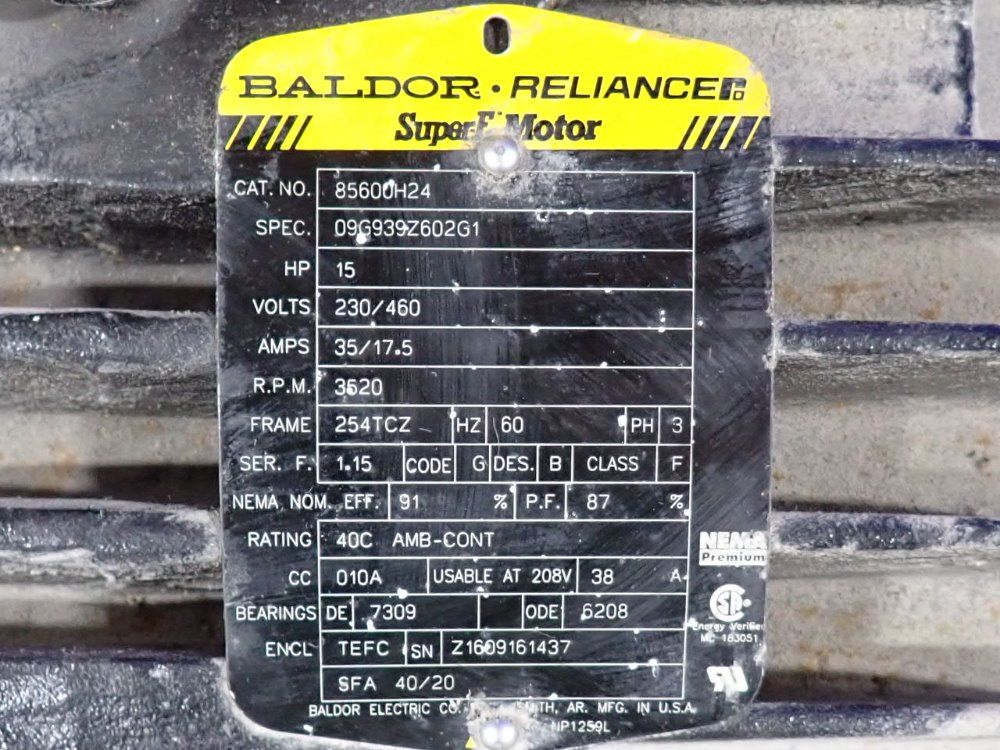 BALDOR · RELIANCE
SuperE Motor
CAT. NO. 85600H24
SPEC. 09G939Z602G1
HP 15
VOLTS 230/460
AMPS 35/17.5
R.P.M. 3520
FRAME 254TCZ HZ 60 PH 3
SER. F. 1.15 CODE G DES. B CLASS F
NEMA NOM. EFF. 91 % P.F. 87 %
RATING 40C AMB-CONT
CC 010A USABLE AT 208V 38 A
BEARINGS DE 7309 ODE 6208
ENCL TEFC SN Z1609161437
SFA 40/20
NEMA
Premium
Energy Verified
MC 183051
BALDOR ELECTRIC CO. AR. MFG. IN U.S.A.
NP1259L